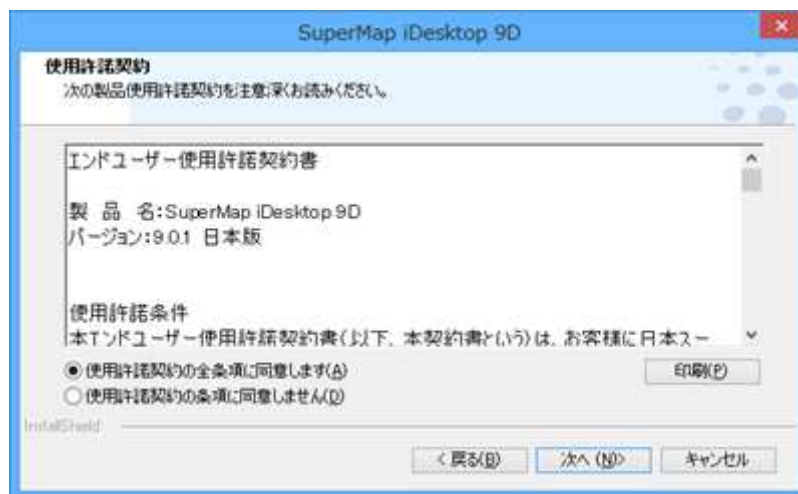 SuperMap iDesktop 9D
使用許諾契約
次の製品使用許諾契約を注意深くお読みください。
エンドユーザー使用許諾契約書
製 品 名:SuperMap iDesktop 9D
バージョン:9.0.1 日本版
使用許諾条件
本エンドユーザー使用許諾契約書(以下、本契約書という)は、お客様に日本スー
使用許諾契約の全条項に同意します(A)
印刷(P)
使用許諾契約の条項に同意しません(D)
InstallShield
< 戻る(B)
次へ (N)>
キャンセル